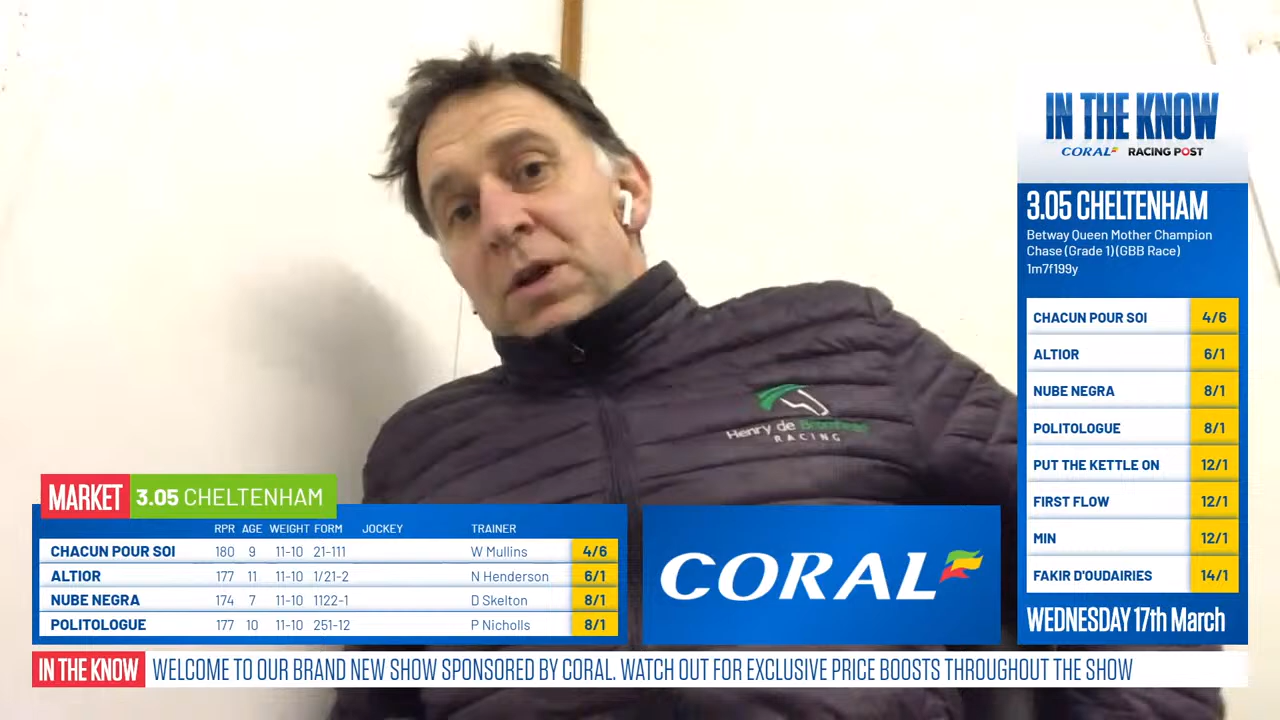 Henry de Bromhead
RACING
IN THE KNOW
CORAL RACING POST
3.05 CHELTENHAM
Betway Queen Mother Champion
Chase (Grade 1) (GBB Race)
1m7f199y
CHACUN POUR SOI 4/6
ALTIOR 6/1
NUBE NEGRA 8/1
POLITOLOGUE 8/1
PUT THE KETTLE ON 12/1
FIRST FLOW 12/1
MIN 12/1
FAKIR D'OUDAIRIES 14/1
WEDNESDAY 17th March
MARKET 3.05 CHELTENHAM
RPR AGE WEIGHT FORM JOCKEY TRAINER
CHACUN POUR SOI 180 9 11-10 21-111 W Mullins 4/6
ALTIOR 177 11 11-10 1/21-2 N Henderson 6/1
NUBE NEGRA 174 7 11-10 1122-1 D Skelton 8/1
POLITOLOGUE 177 10 11-10 251-12 P Nicholls 8/1
CORAL
IN THE KNOW WELCOME TO OUR BRAND NEW SHOW SPONSORED BY CORAL. WATCH OUT FOR EXCLUSIVE PRICE BOOSTS THROUGHOUT THE SHOW